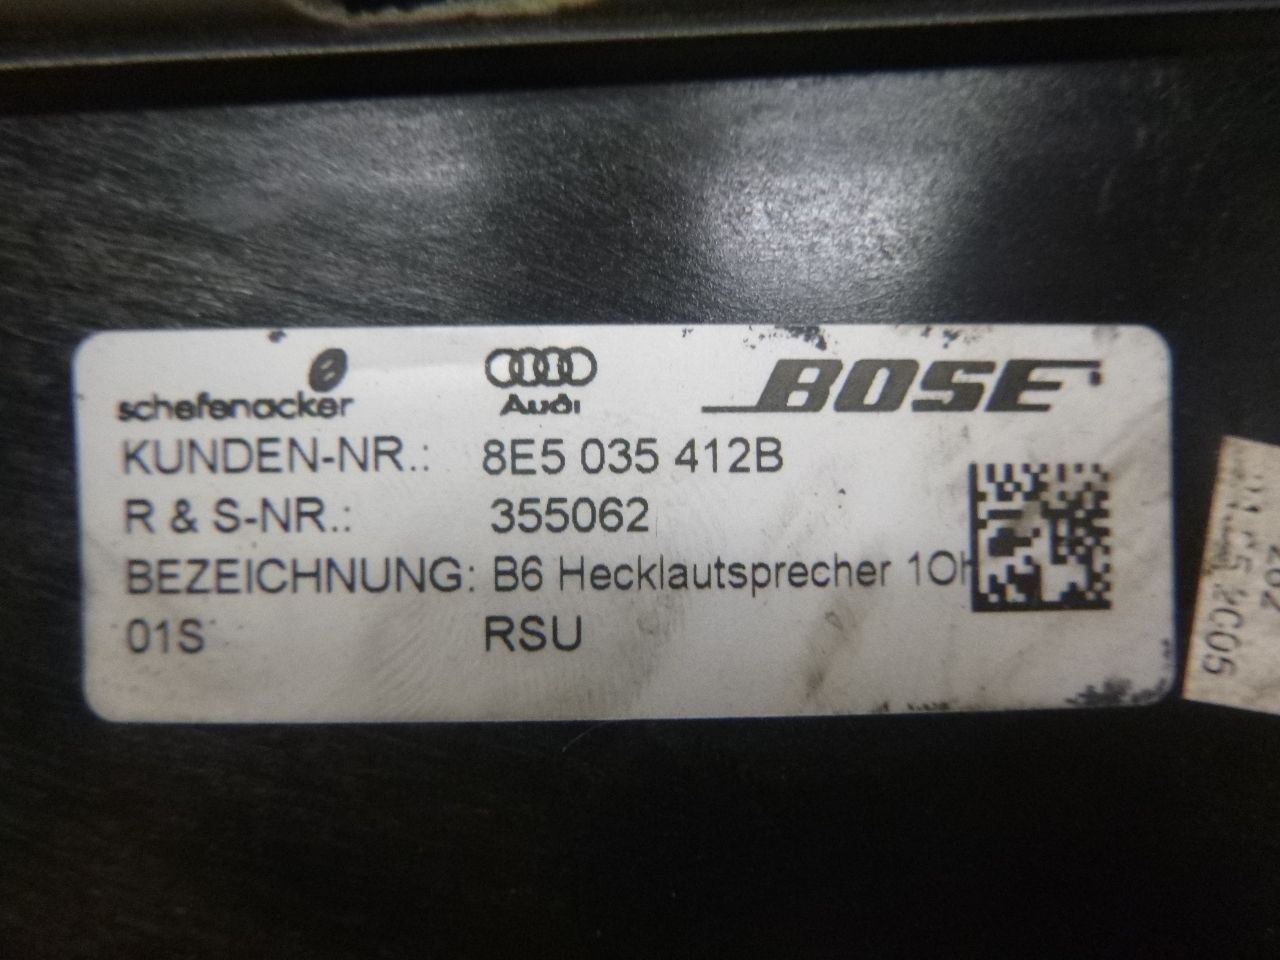 schefenacker
Audi
BOSE
KUNDEN-NR.: 8E5 035 412B
R & S-NR.: 355062
BEZEICHNUNG: B6 Hecklautsprecher 1Oh
01S RSU